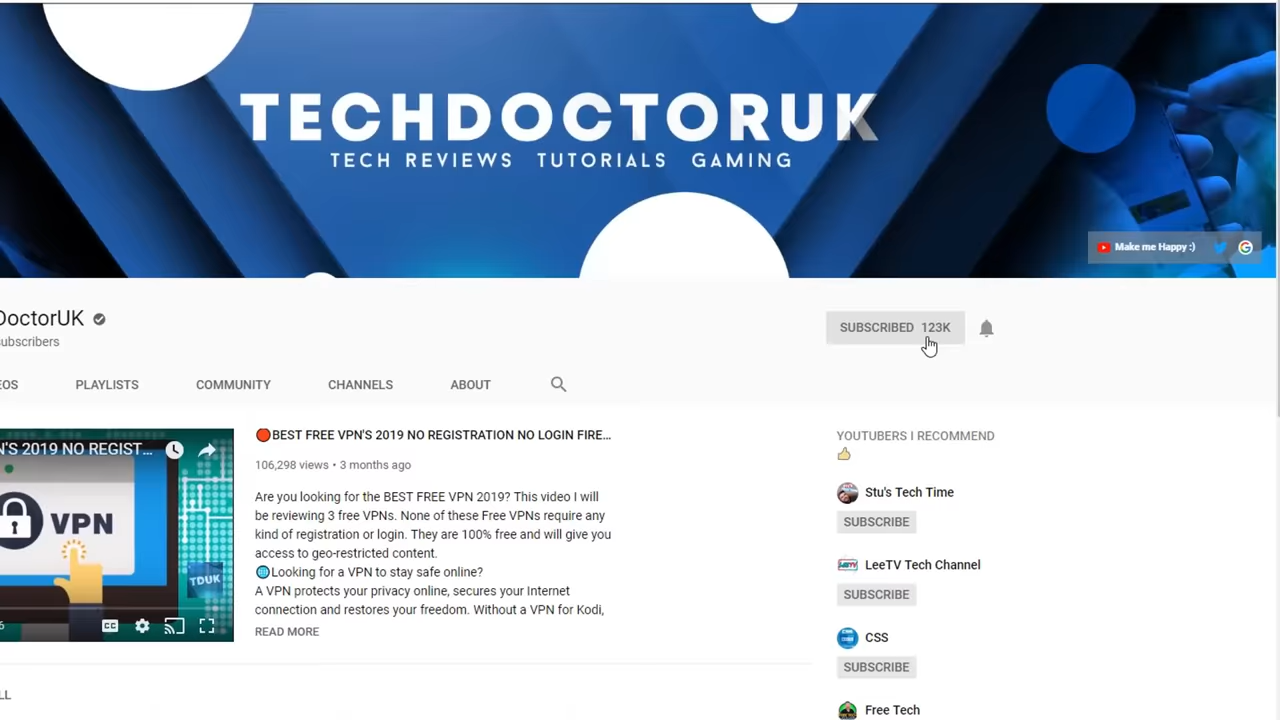 TECHDOCTORUK
TECH REVIEWS TUTORIALS GAMING
Make me Happy :)
DoctorUK
subscribers
SUBSCRIBED 123K
EOS PLAYLISTS COMMUNITY CHANNELS ABOUT
N'S 2019 NO REGIST...
VPN
TDUK
CC
6
🔴BEST FREE VPN'S 2019 NO REGISTRATION NO LOGIN FIRE...
106,298 views • 3 months ago
Are you looking for the BEST FREE VPN 2019? This video I will
be reviewing 3 free VPNs. None of these Free VPNs require any
kind of registration or login. They are 100% free and will give you
access to geo-restricted content.
🌐Looking for a VPN to stay safe online?
A VPN protects your privacy online, secures your Internet
connection and restores your freedom. Without a VPN for Kodi,
READ MORE
LL
YOUTUBERS I RECOMMEND
👍
Stu's Tech Time
SUBSCRIBE
LeeTV Tech Channel
SUBSCRIBE
CSS
SUBSCRIBE
Free Tech